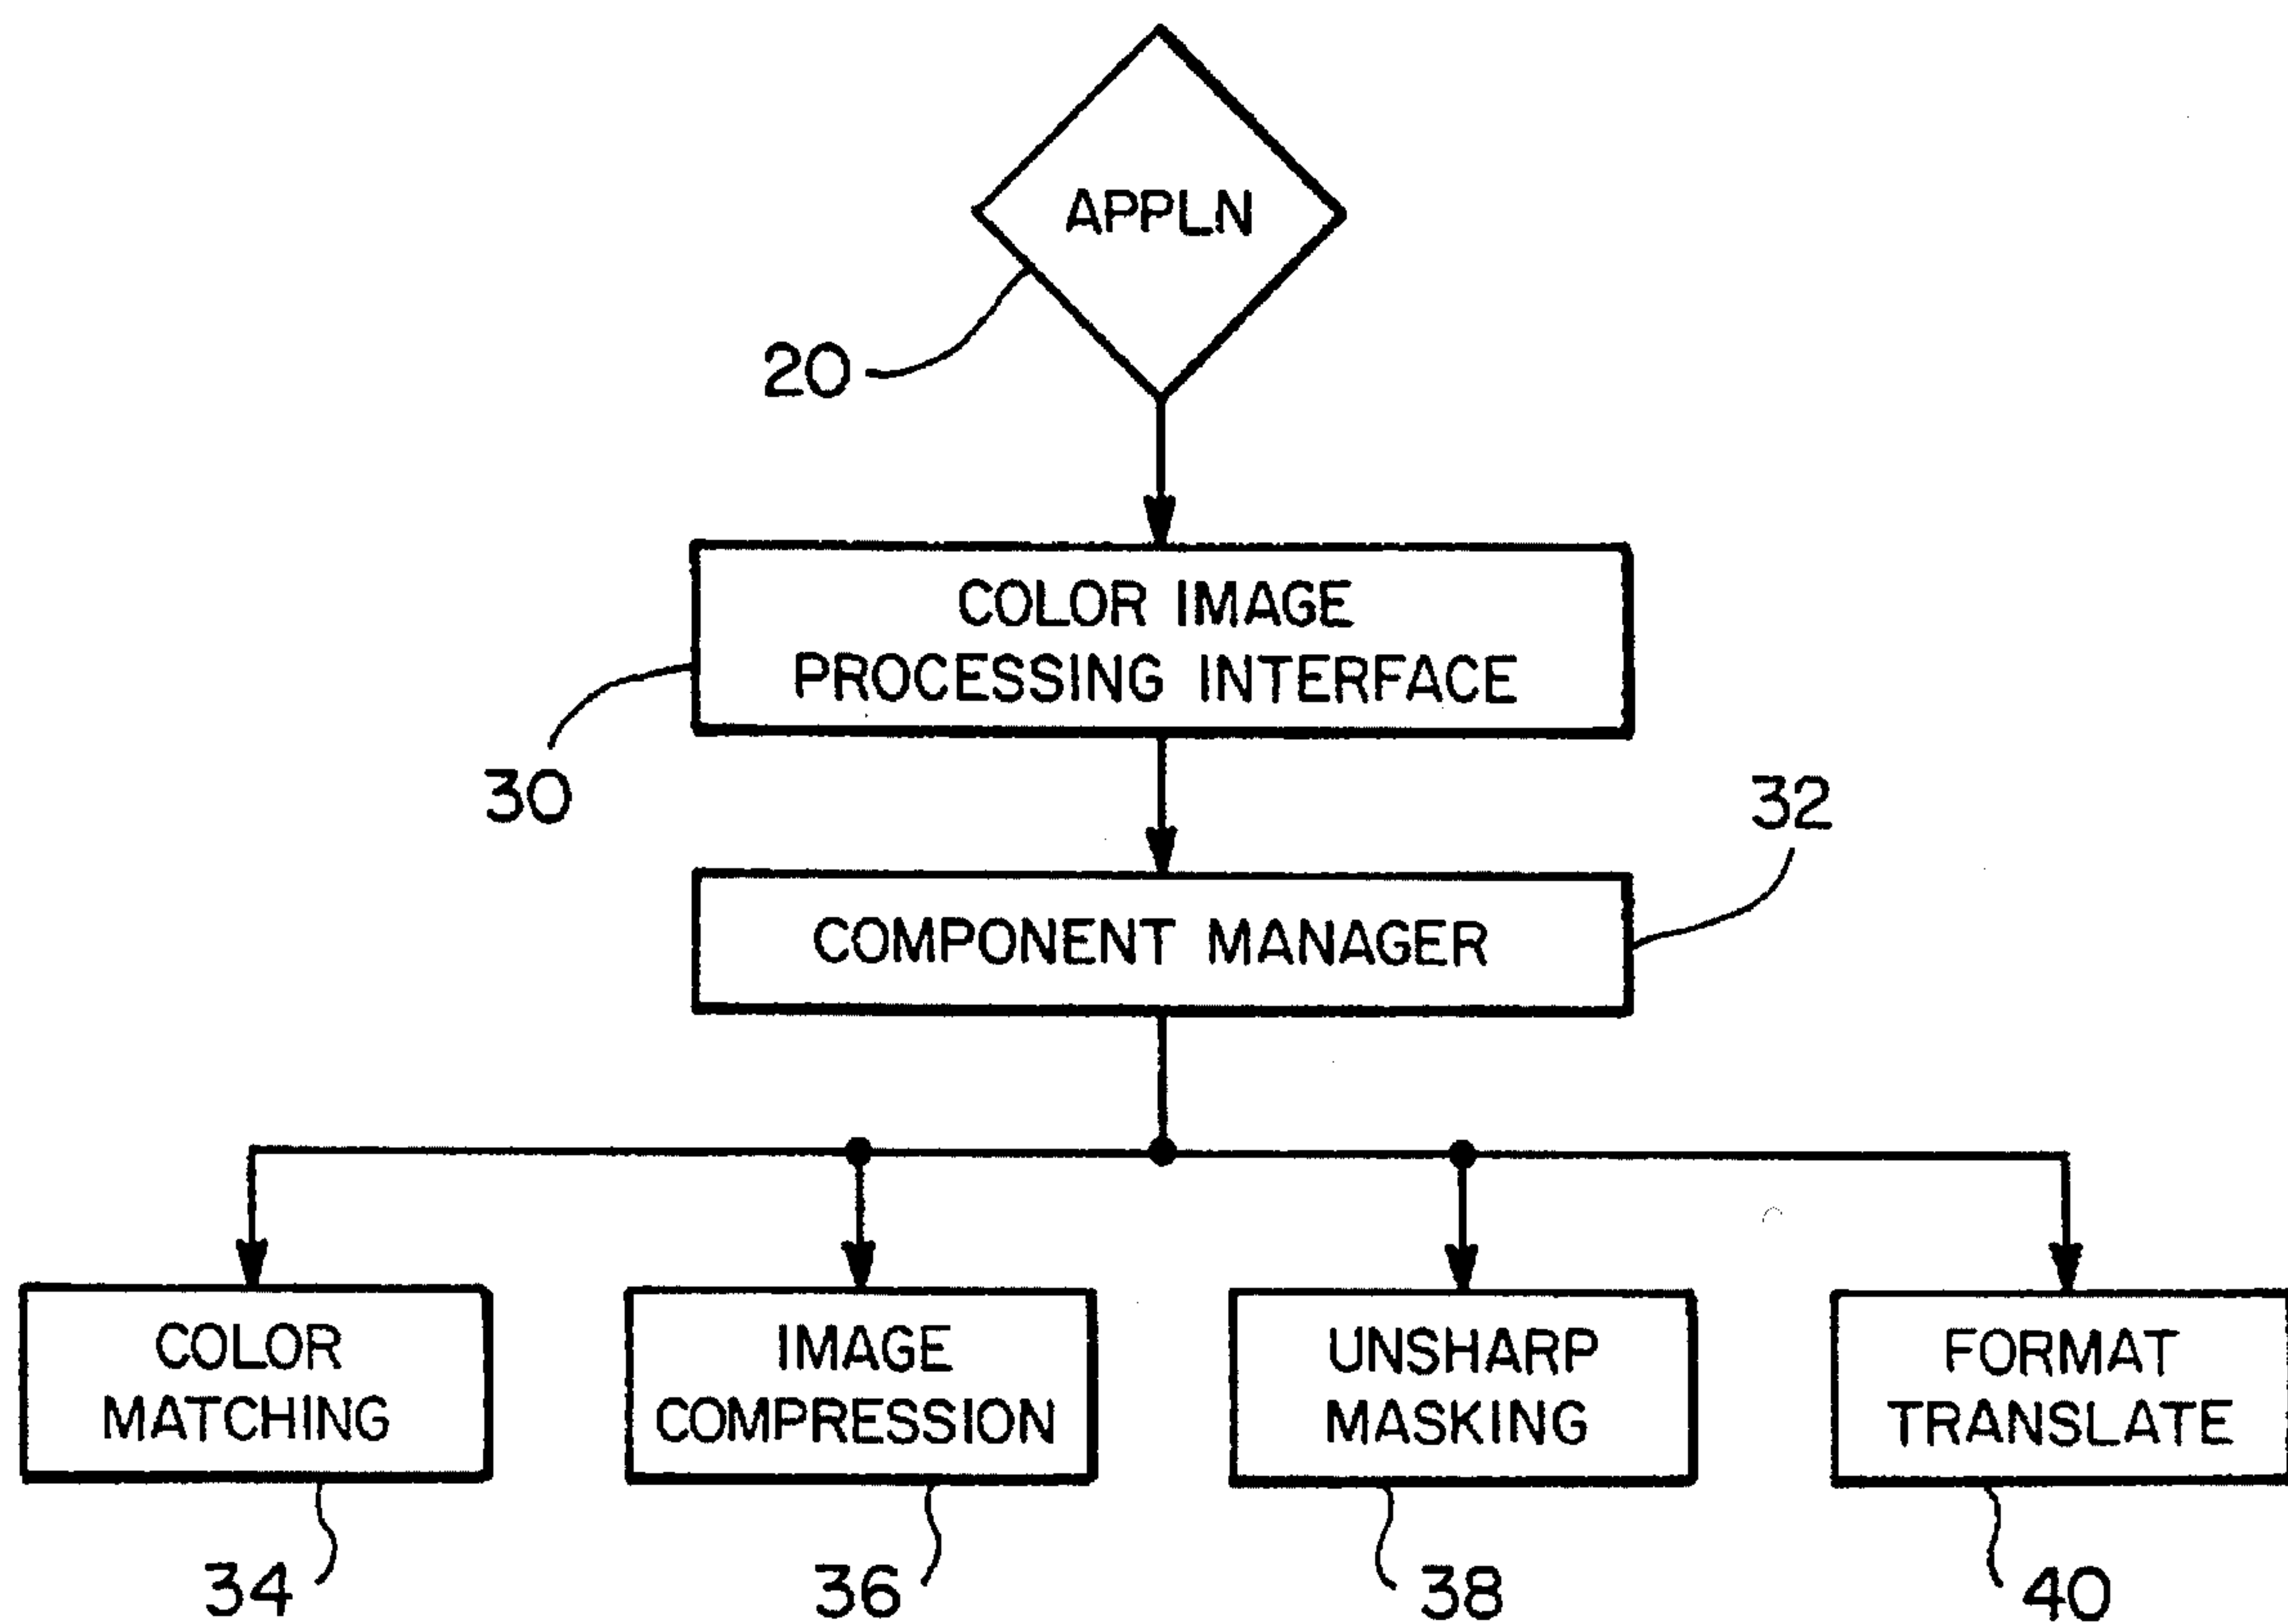 APPLN
20
COLOR IMAGE
PROCESSING INTERFACE
30
32
COMPONENT MANAGER
COLOR
MATCHING
IMAGE
COMPRESSION
UNSHARP
MASKING
FORMAT
TRANSLATE
34
36
38
40